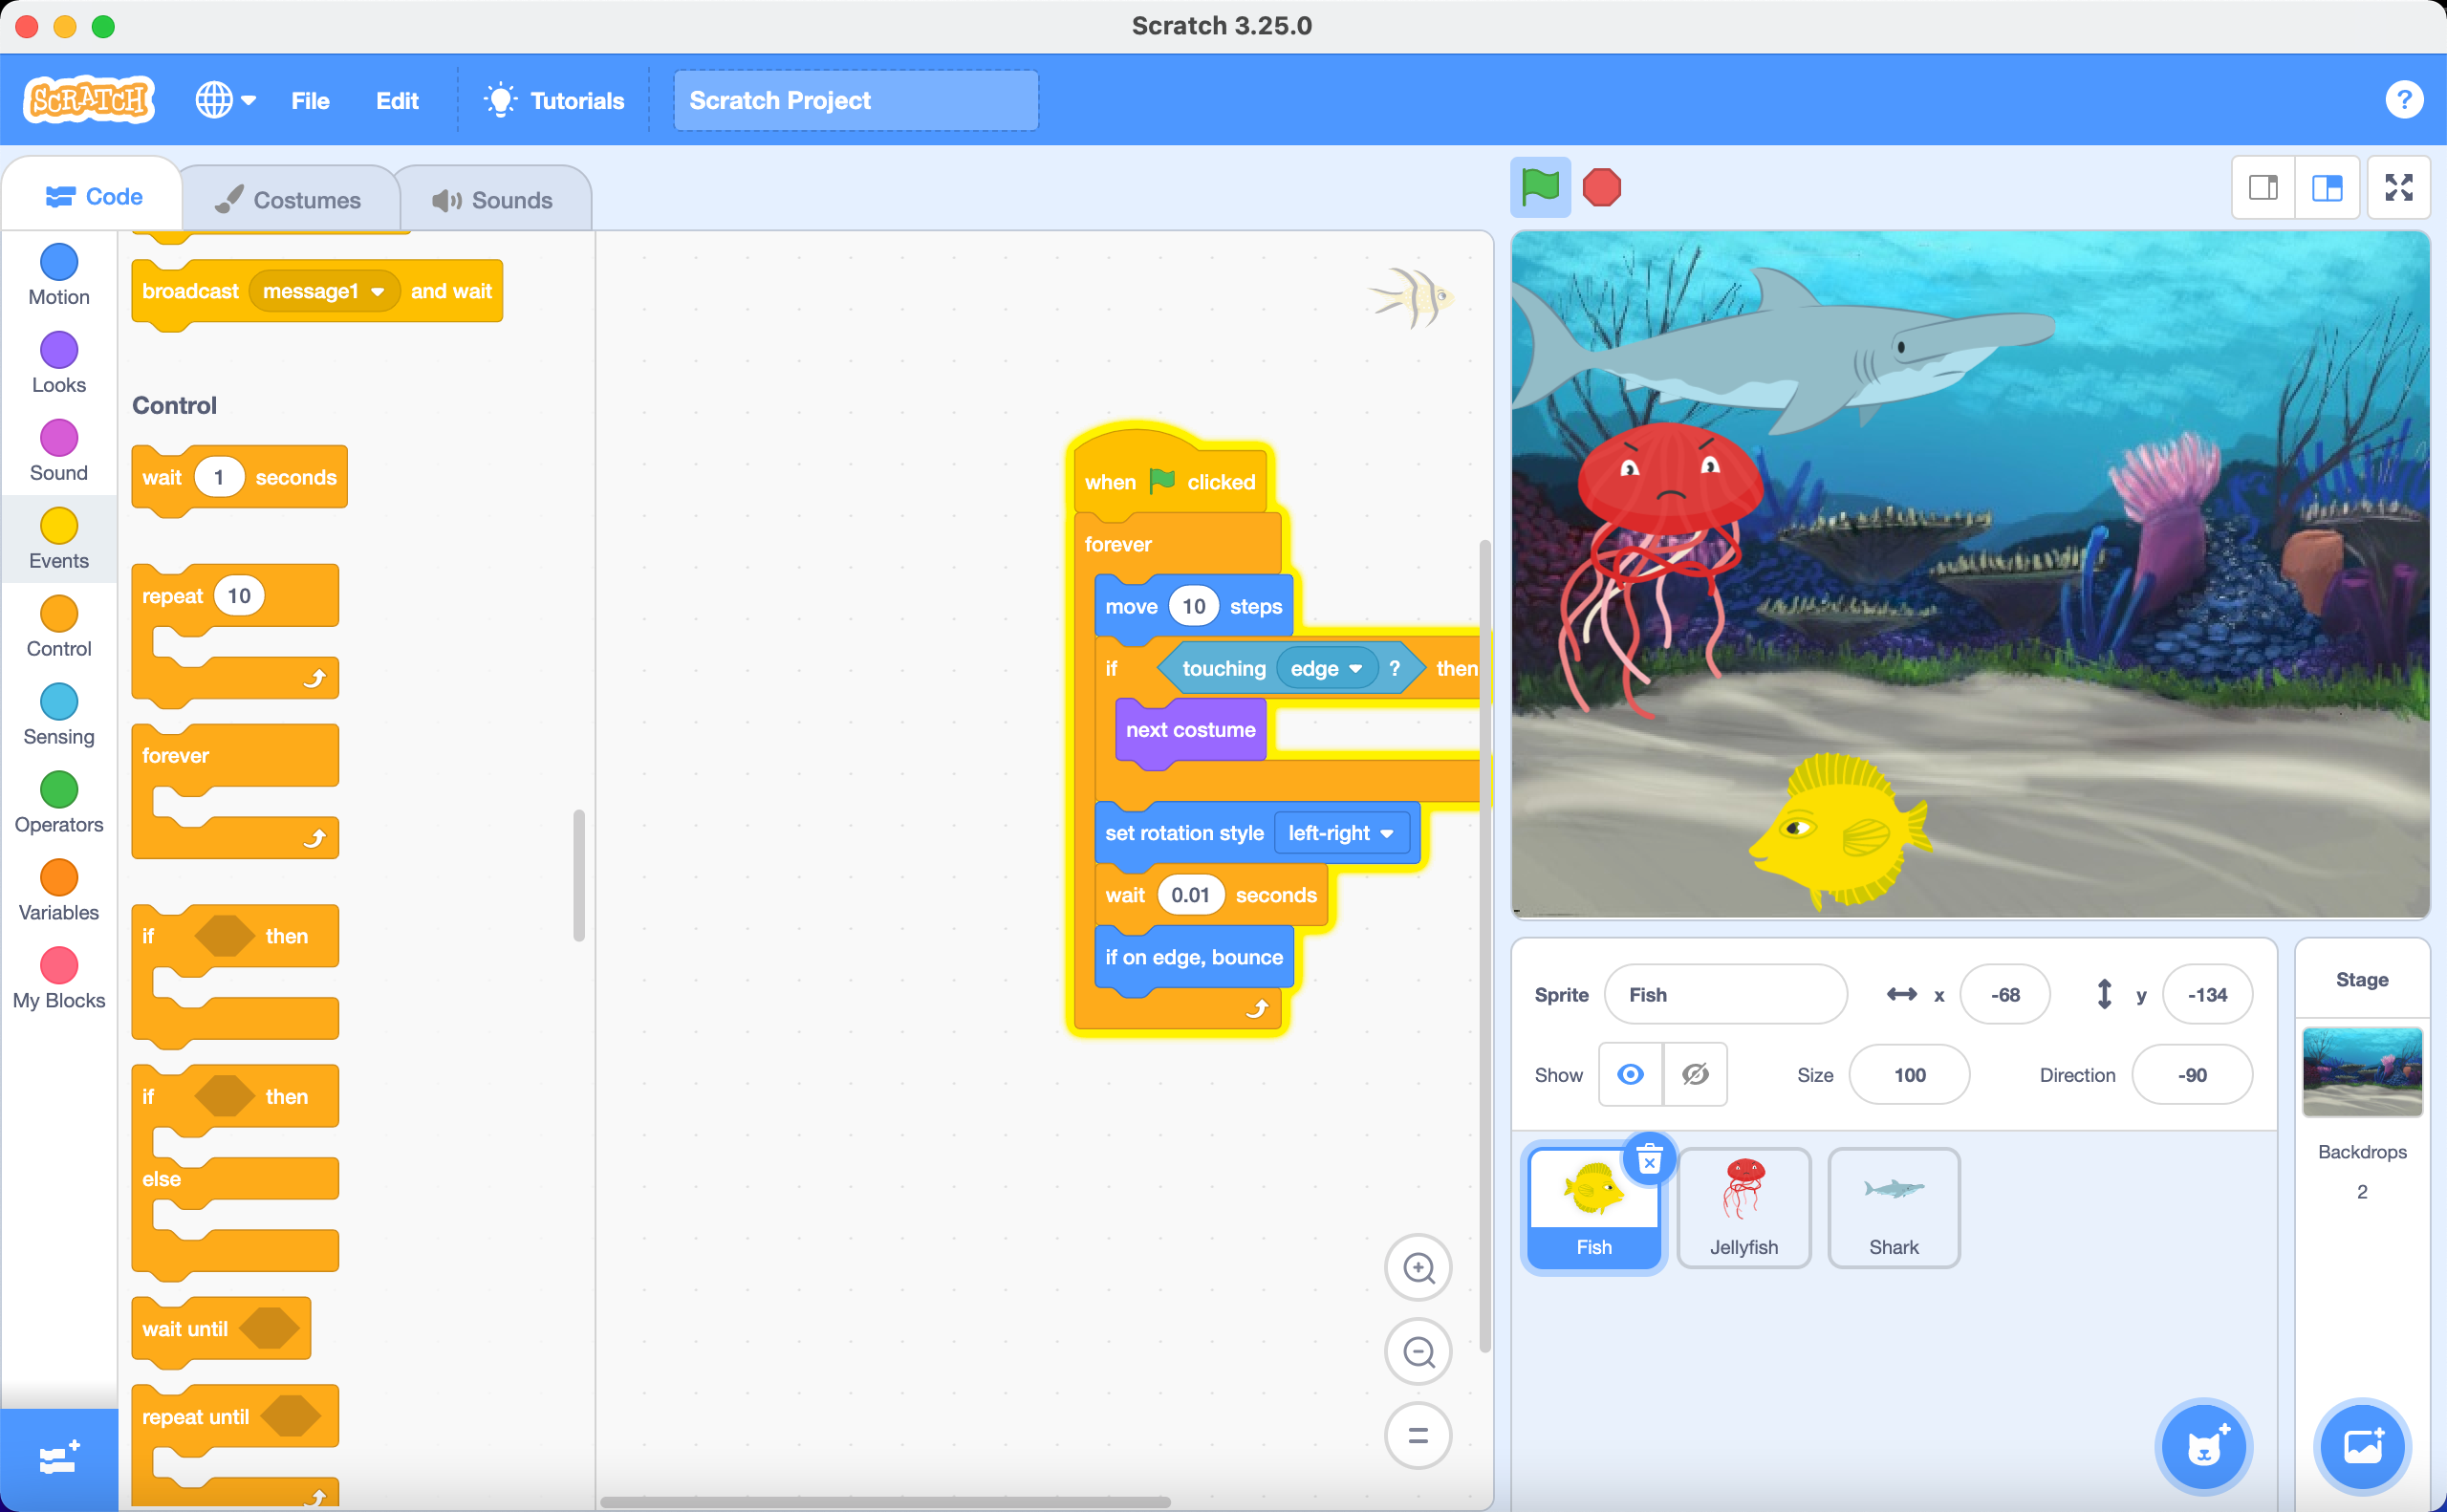 Scratch 3.25.0
SCRATCH File Edit Tutorials Scratch Project ?
Code Costumes Sounds
Motion
Looks
Sound
Events
Control
Sensing
Operators
Variables
My Blocks
broadcast message1 and wait
Control
wait 1 seconds
repeat 10
forever
if then
if then
else
wait until
repeat until
when clicked
forever
move 10 steps
if touching edge ? then
next costume
set rotation style left-right
wait 0.01 seconds
if on edge, bounce
Sprite Fish x -68 y -134
Show Size 100 Direction -90
Fish Jellyfish Shark
Stage
Backdrops
2